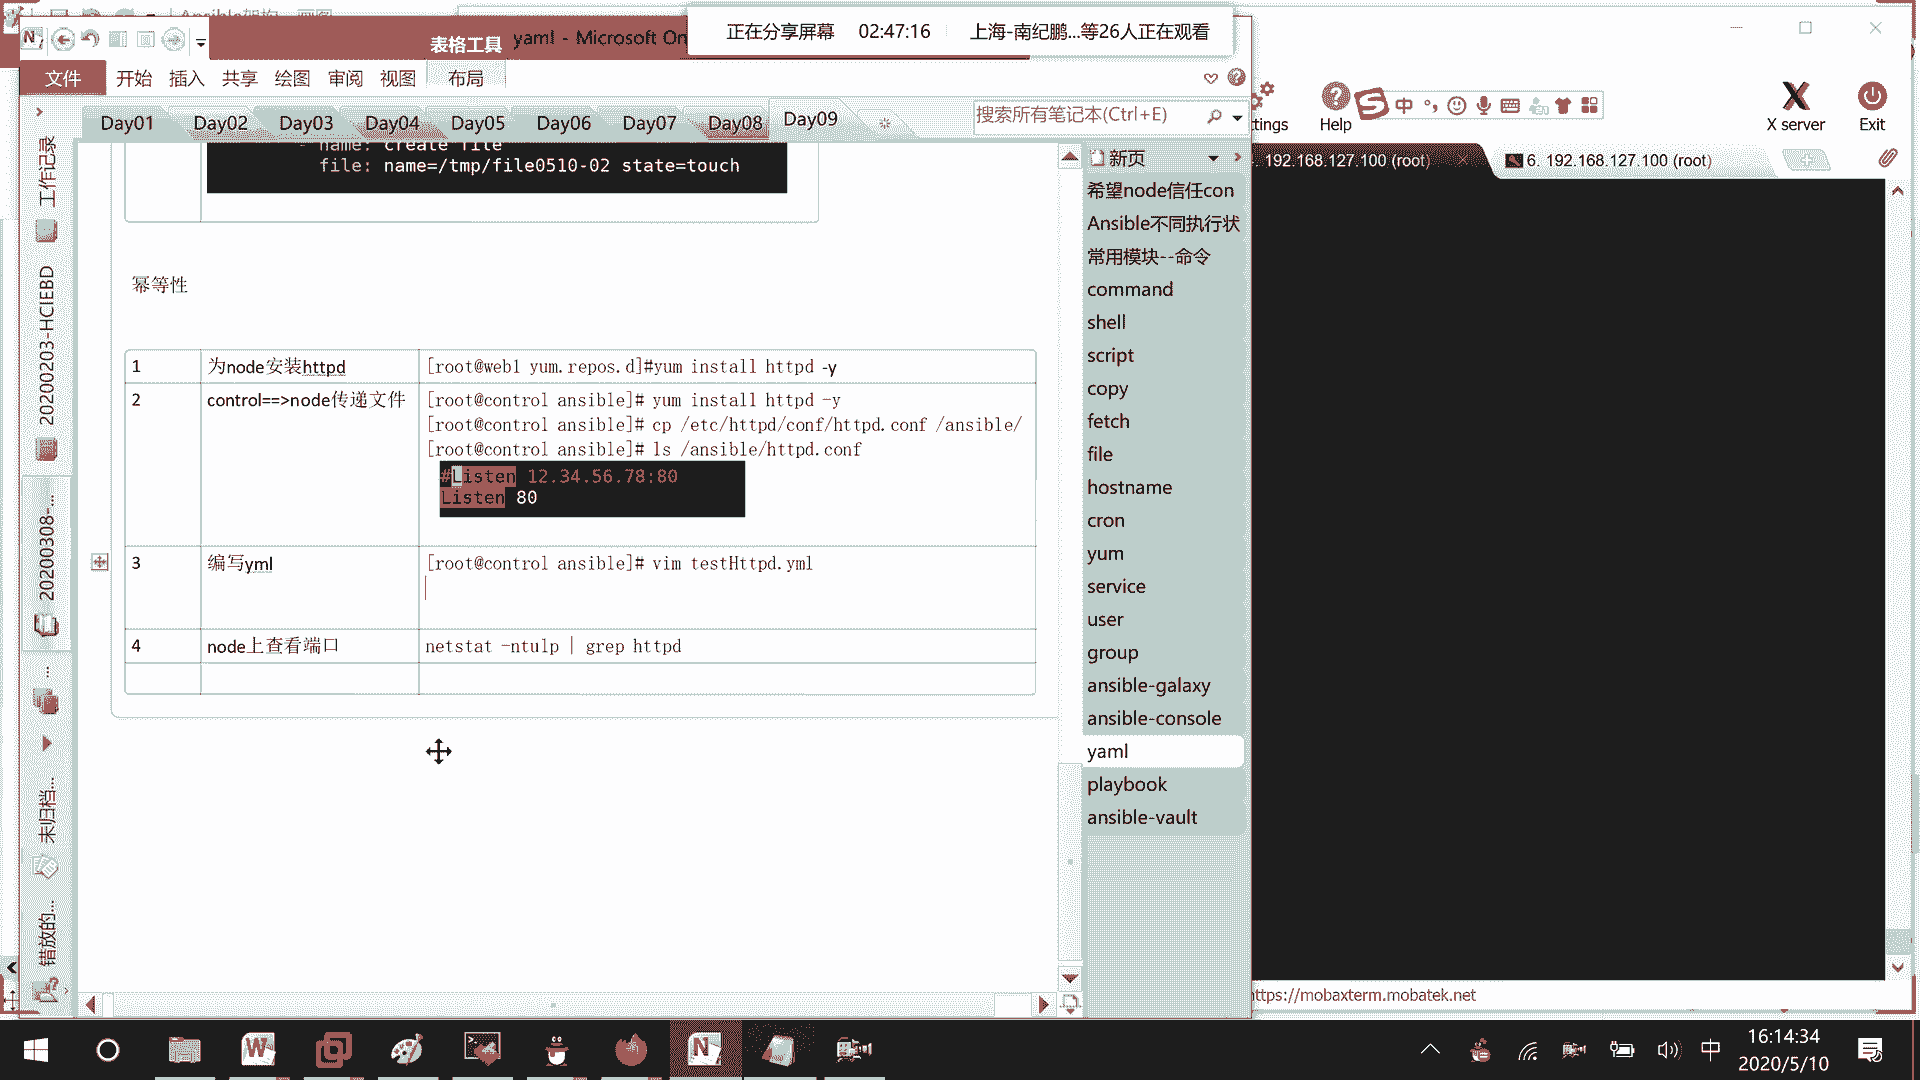 正在分享屏幕 02:47:16 上海-南纪鹏...等26人正在观看
表格工具 yaml - Microsoft On
文件 开始 插入 共享 绘图 审阅 视图 布局
Day01 Day02 Day03 Day04 Day05 Day06 Day07 Day08 Day09
搜索所有笔记本(Ctrl+E)
tings Help 中 X server Exit
工作记录
20200203-HCIEBD
20200308-...
未归档...
错放的...
- name: create file
file: name=/tmp/file0510-02 state=touch
幂等性
1 为node安装httpd [root@web1 yum.repos.d]#yum install httpd -y
2 control==>node传递文件 [root@control ansible]# yum install httpd -y
[root@control ansible]# cp /etc/httpd/conf/httpd.conf /ansible/
[root@control ansible]# ls /ansible/httpd.conf
#Listen 12.34.56.78:80
Listen 80
3 编写yml [root@control ansible]# vim testHttpd.yml
4 node上查看端口 netstat -ntulp | grep httpd
新页
希望node信任con
Ansible不同执行状
常用模块--命令
command
shell
script
copy
fetch
file
hostname
cron
yum
service
user
group
ansible-galaxy
ansible-console
yaml
playbook
ansible-vault
. 192.168.127.100 (root) 6. 192.168.127.100 (root)
ttps://mobaxterm.mobatek.net
中 16:14:34
2020/5/10